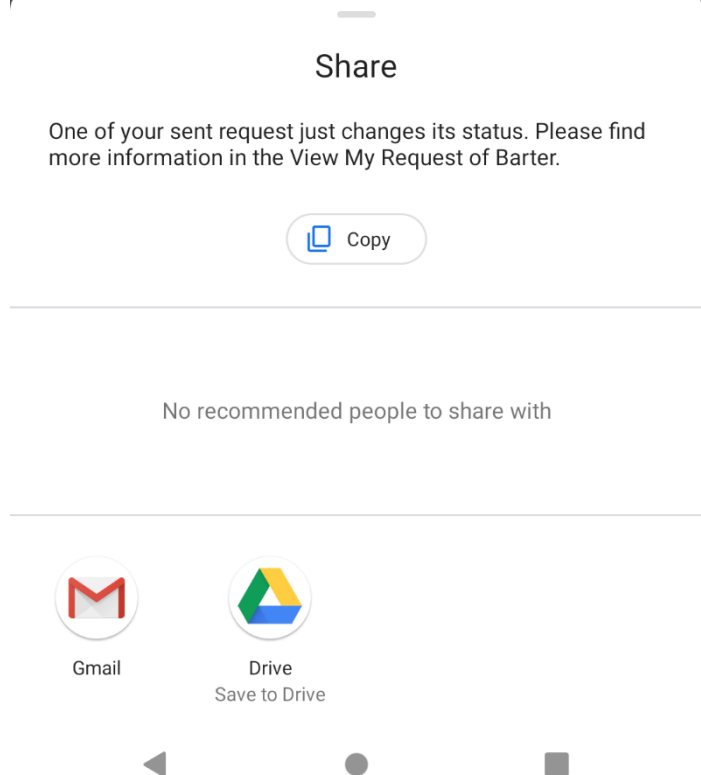 Share
One of your sent request just changes its status. Please find
more information in the View My Request of Barter.
Copy
No recommended people to share with
Gmail
Drive
Save to Drive